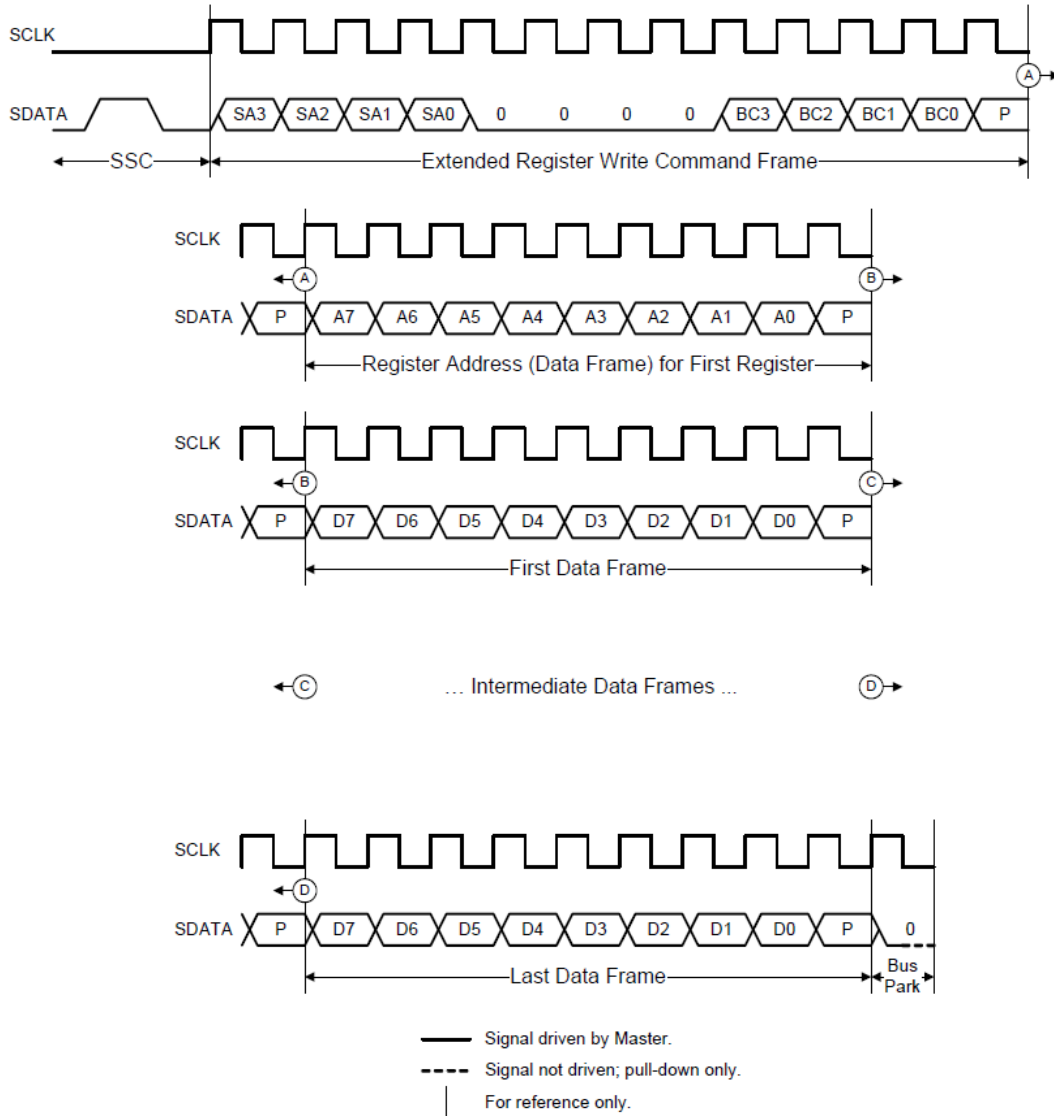 SCLK
A
SDATA SA3 SA2 SA1 SA0 0 0 0 0 BC3 BC2 BC1 BC0 P
SSC Extended Register Write Command Frame
SCLK
A B
SDATA P A7 A6 A5 A4 A3 A2 A1 A0 P
Register Address (Data Frame) for First Register
SCLK
B C
SDATA P D7 D6 D5 D4 D3 D2 D1 D0 P
First Data Frame
C ... Intermediate Data Frames ... D
SCLK
D
SDATA P D7 D6 D5 D4 D3 D2 D1 D0 P 0
Last Data Frame Bus
Park
Signal driven by Master.
Signal not driven; pull-down only.
For reference only.